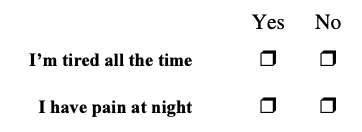 Yes No
I'm tired all the time ❒ ❒
I have pain at night ❒ ❒